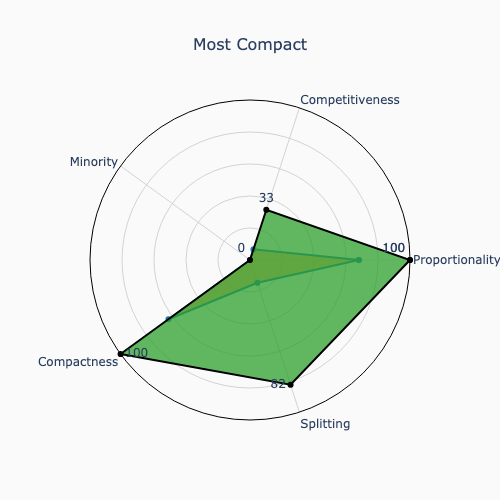 Most Compact
Competitiveness
Minority
33
0
100
Proportionality
100
Compactness
82
Splitting